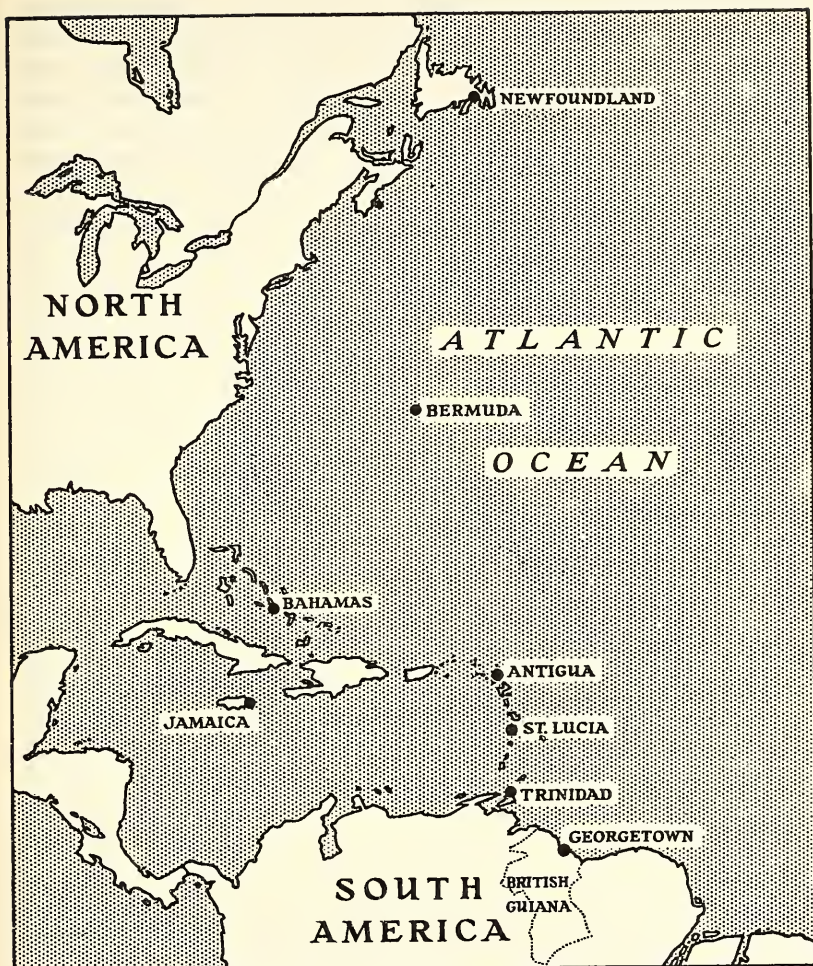 NEWFOUNDLAND
NORTH
AMERICA
ATLANTIC
BERMUDA
OCEAN
BAHAMAS
ANTIGUA
JAMAICA
ST. LUCIA
TRINIDAD
GEORGETOWN
SOUTH
AMERICA
BRITISH
GUIANA